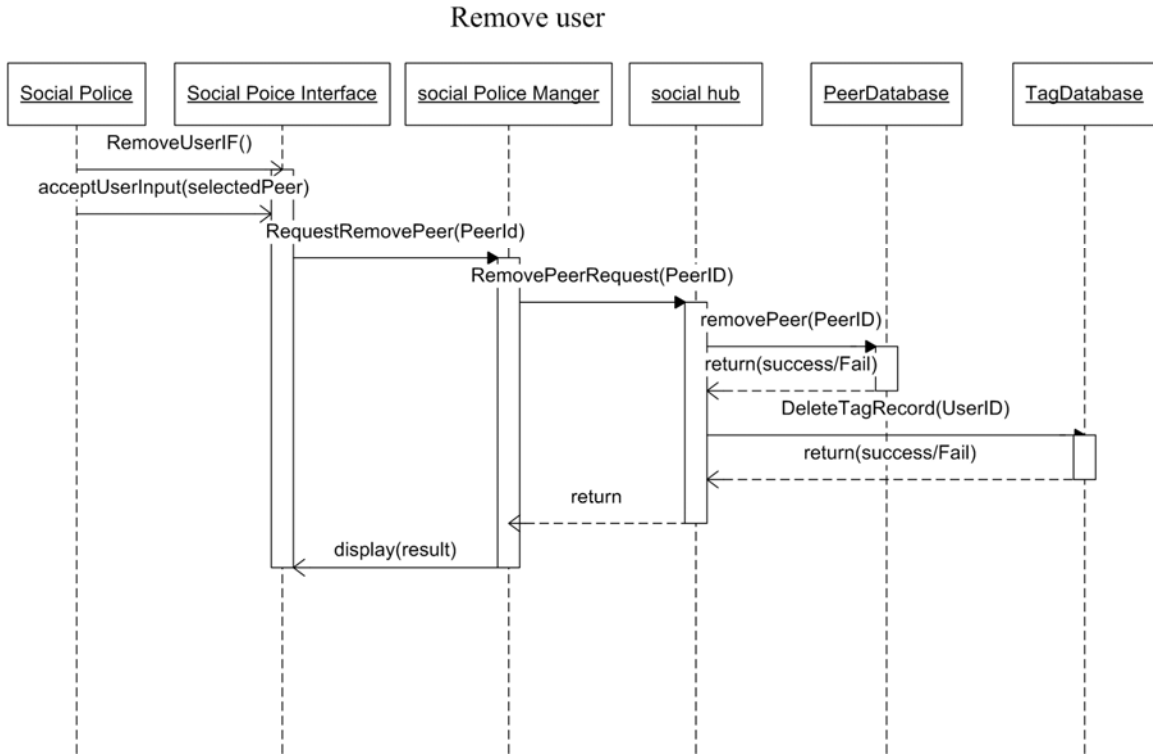 Remove user
Social Police
Social Poice Interface
social Police Manger
social hub
PeerDatabase
TagDatabase
RemoveUserIF()
acceptUserInput(selectedPeer)
RequestRemovePeer(PeerId)
RemovePeerRequest(PeerID)
removePeer(PeerID)
return(success/Fail)
DeleteTagRecord(UserID)
return(success/Fail)
return
display(result)